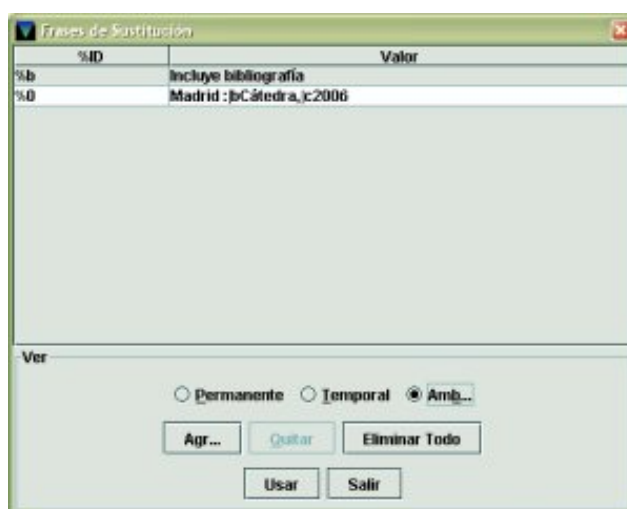 Frases de Sustitución
%ID Valor
%b Incluye bibliografía
%0 Madrid :|bCátedra,|c2006
Ver
Permanente Temporal Amb...
Agr... Quitar Eliminar Todo
Usar Salir